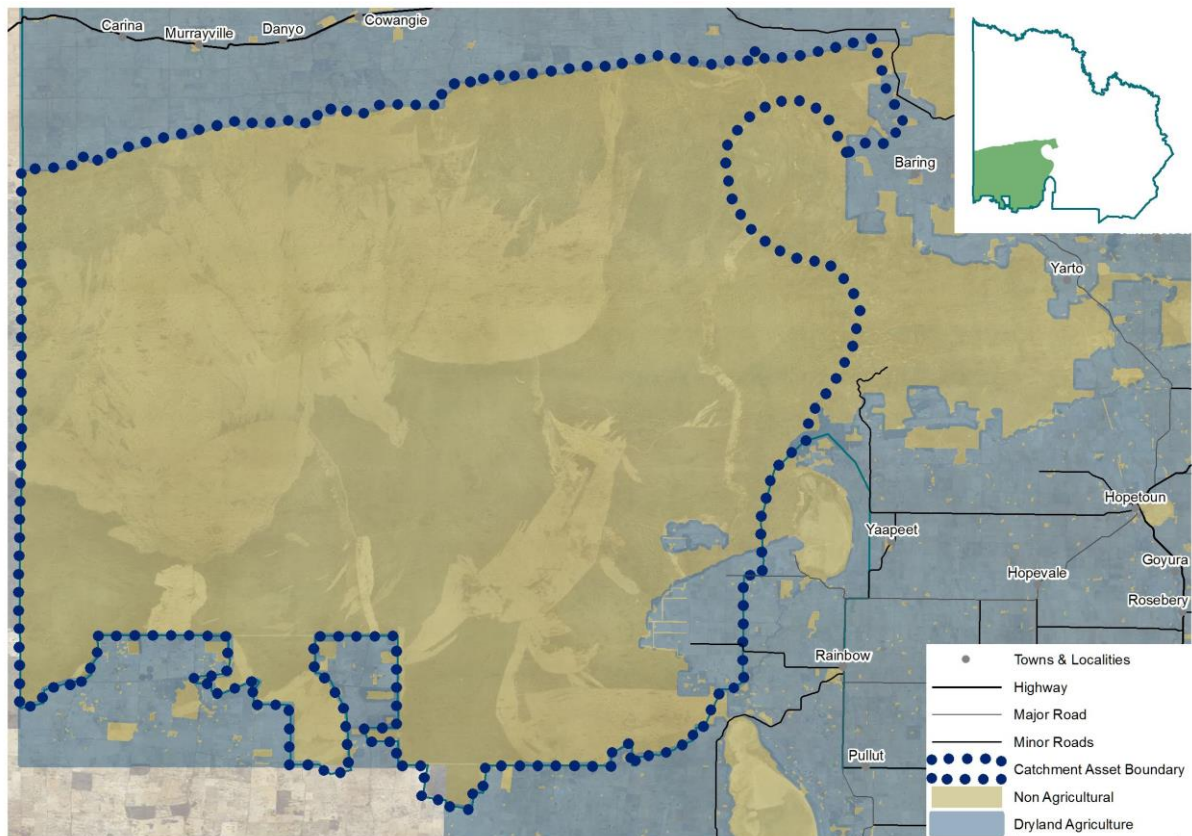 Carina
Murrayville
Danyo
Cowangie
Baring
Yarto
Hopetoun
Yaapeet
Goyura
Hopevale
Rosebery
Rainbow
Pullut
Towns & Localities
Highway
Major Road
Minor Roads
Catchment Asset Boundary
Non Agricultural
Dryland Agriculture